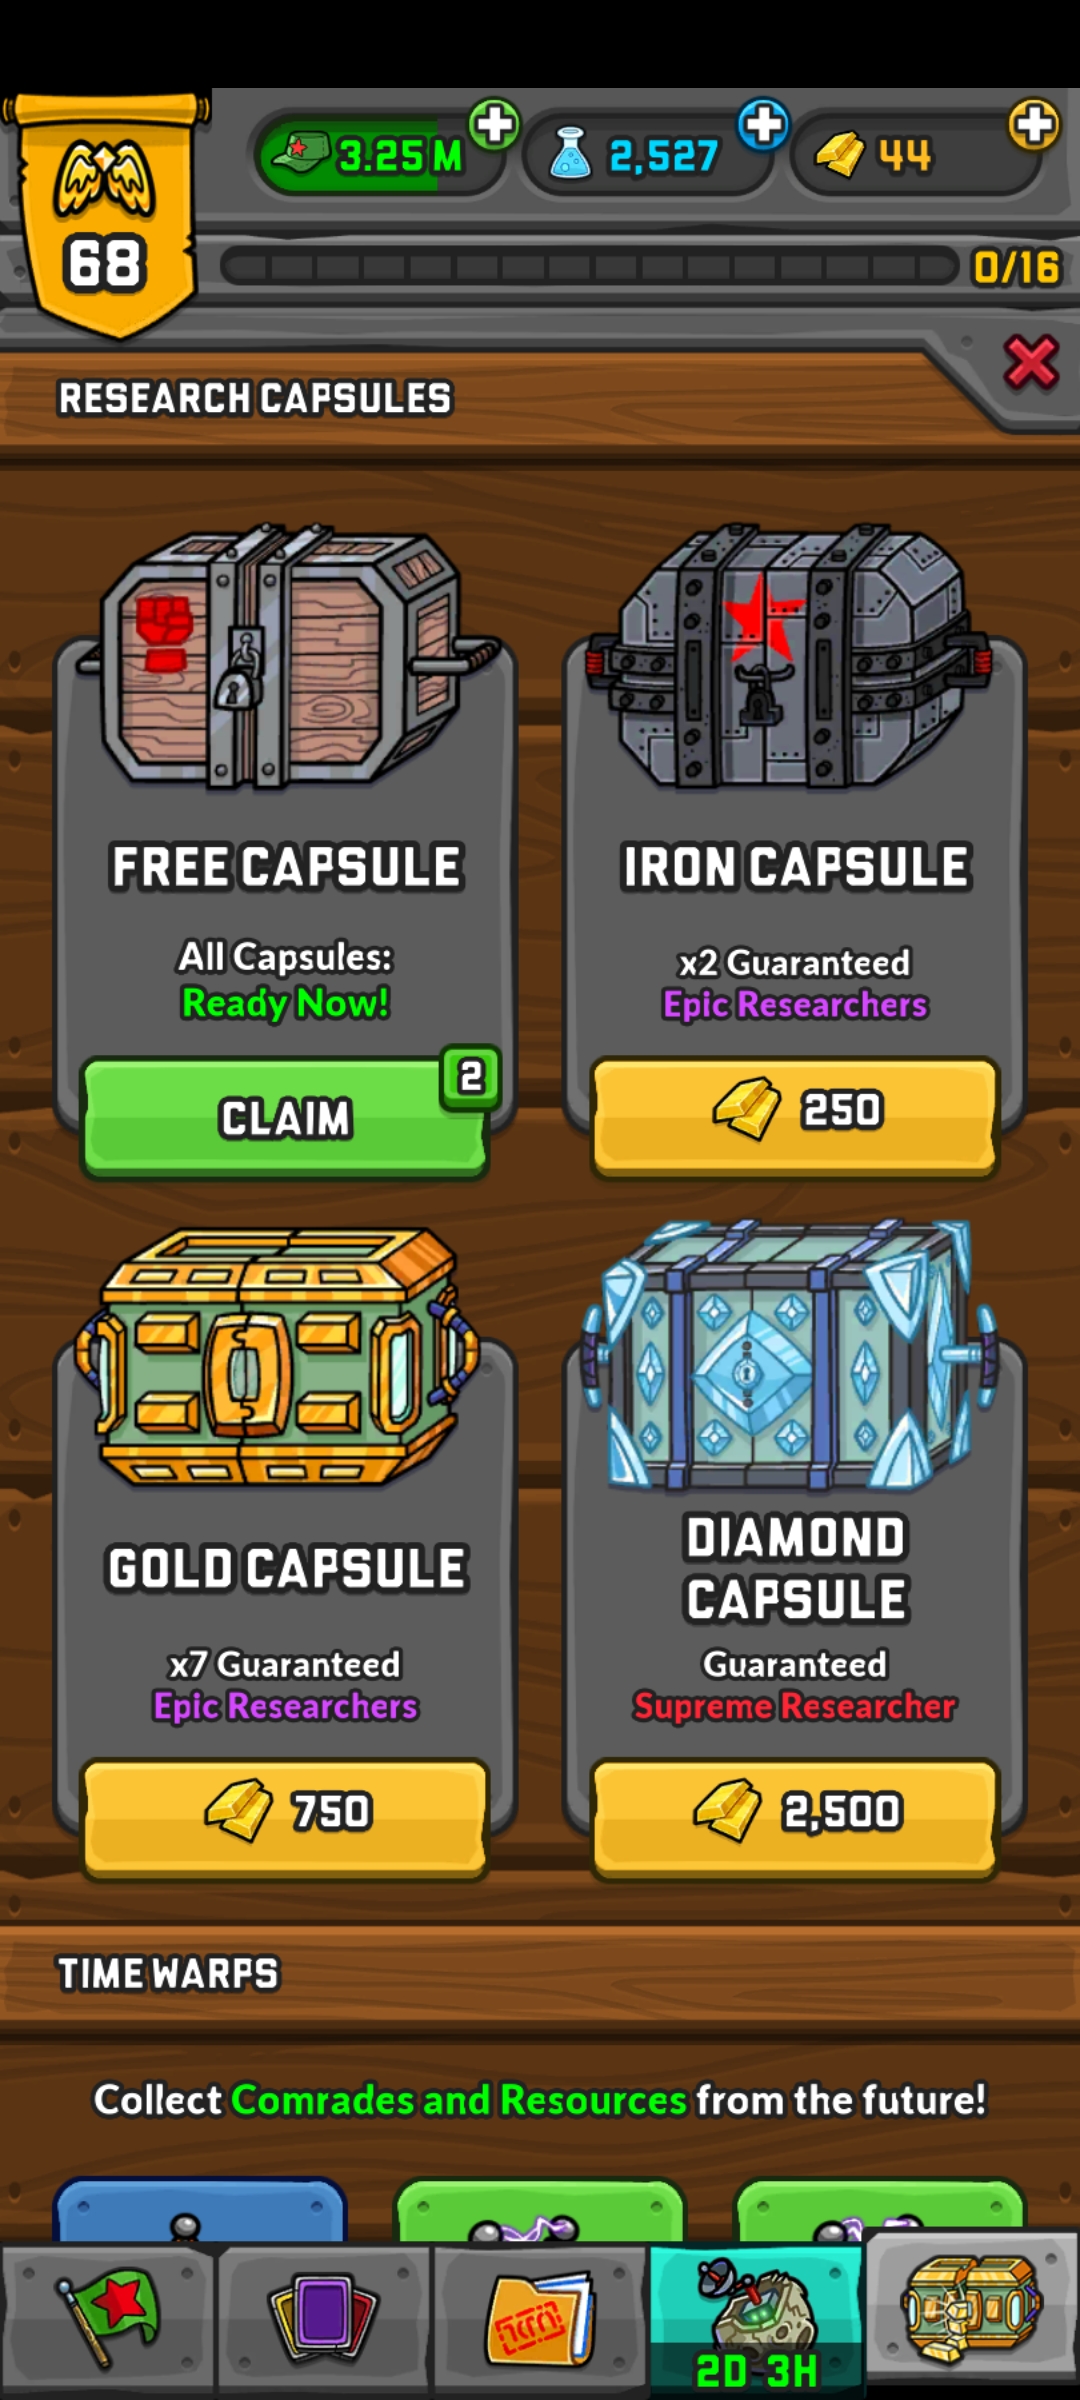 3.25 M
2,527
44
68
0/16
RESEARCH CAPSULES
FREE CAPSULE
All Capsules:
Ready Now!
2
CLAIM
IRON CAPSULE
x2 Guaranteed
Epic Researchers
250
GOLD CAPSULE
x7 Guaranteed
Epic Researchers
750
DIAMOND
CAPSULE
Guaranteed
Supreme Researcher
2,500
TIME WARPS
Collect Comrades and Resources from the future!
2D 3H